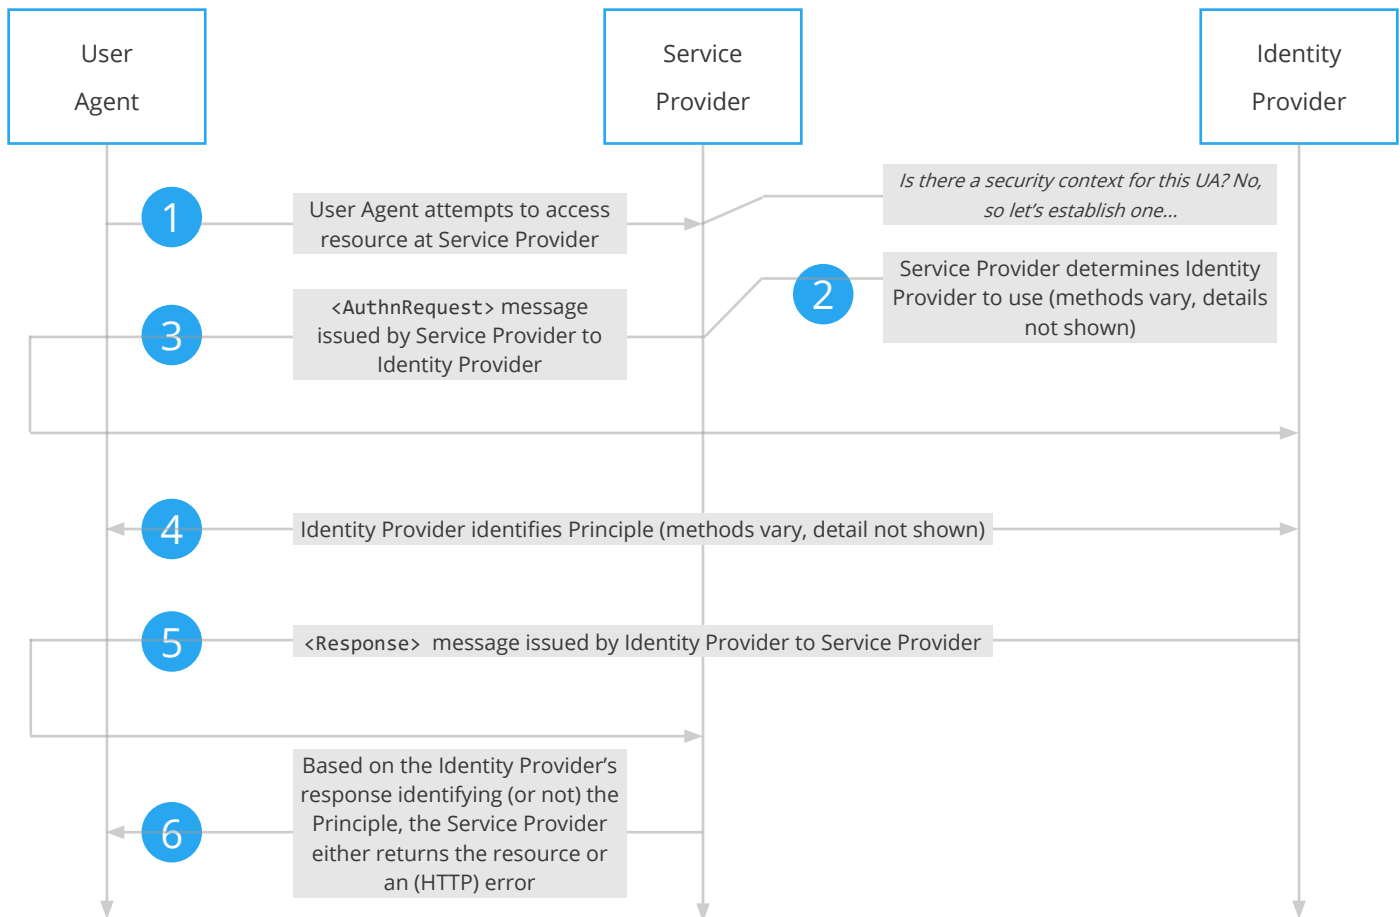 User
Agent
Service
Provider
Identity
Provider
Is there a security context for this UA? No,
so let’s establish one…
1
User Agent attempts to access
resource at Service Provider
2
Service Provider determines Identity
Provider to use (methods vary, details
not shown)
3
<AuthnRequest> message
issued by Service Provider to
Identity Provider
4
Identity Provider identifies Principle (methods vary, detail not shown)
5
<Response> message issued by Identity Provider to Service Provider
6
Based on the Identity Provider’s
response identifying (or not) the
Principle, the Service Provider
either returns the resource or
an (HTTP) error